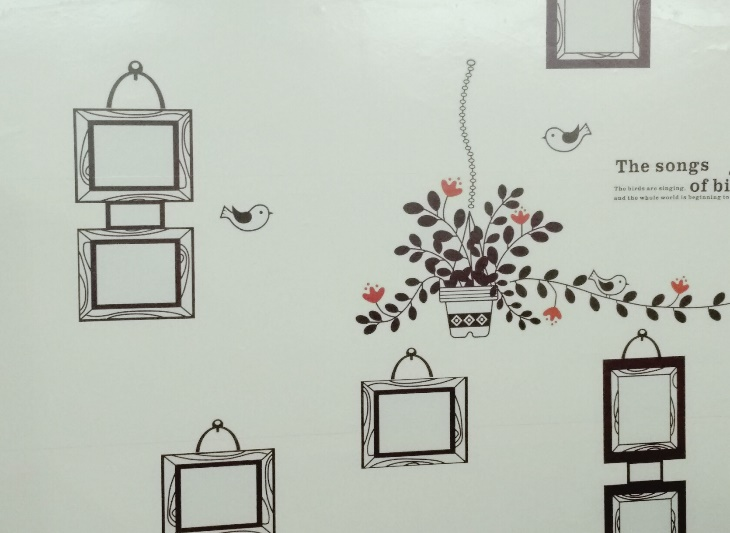 The songs
The birds are singing, of bi
and the whole world is beginning to